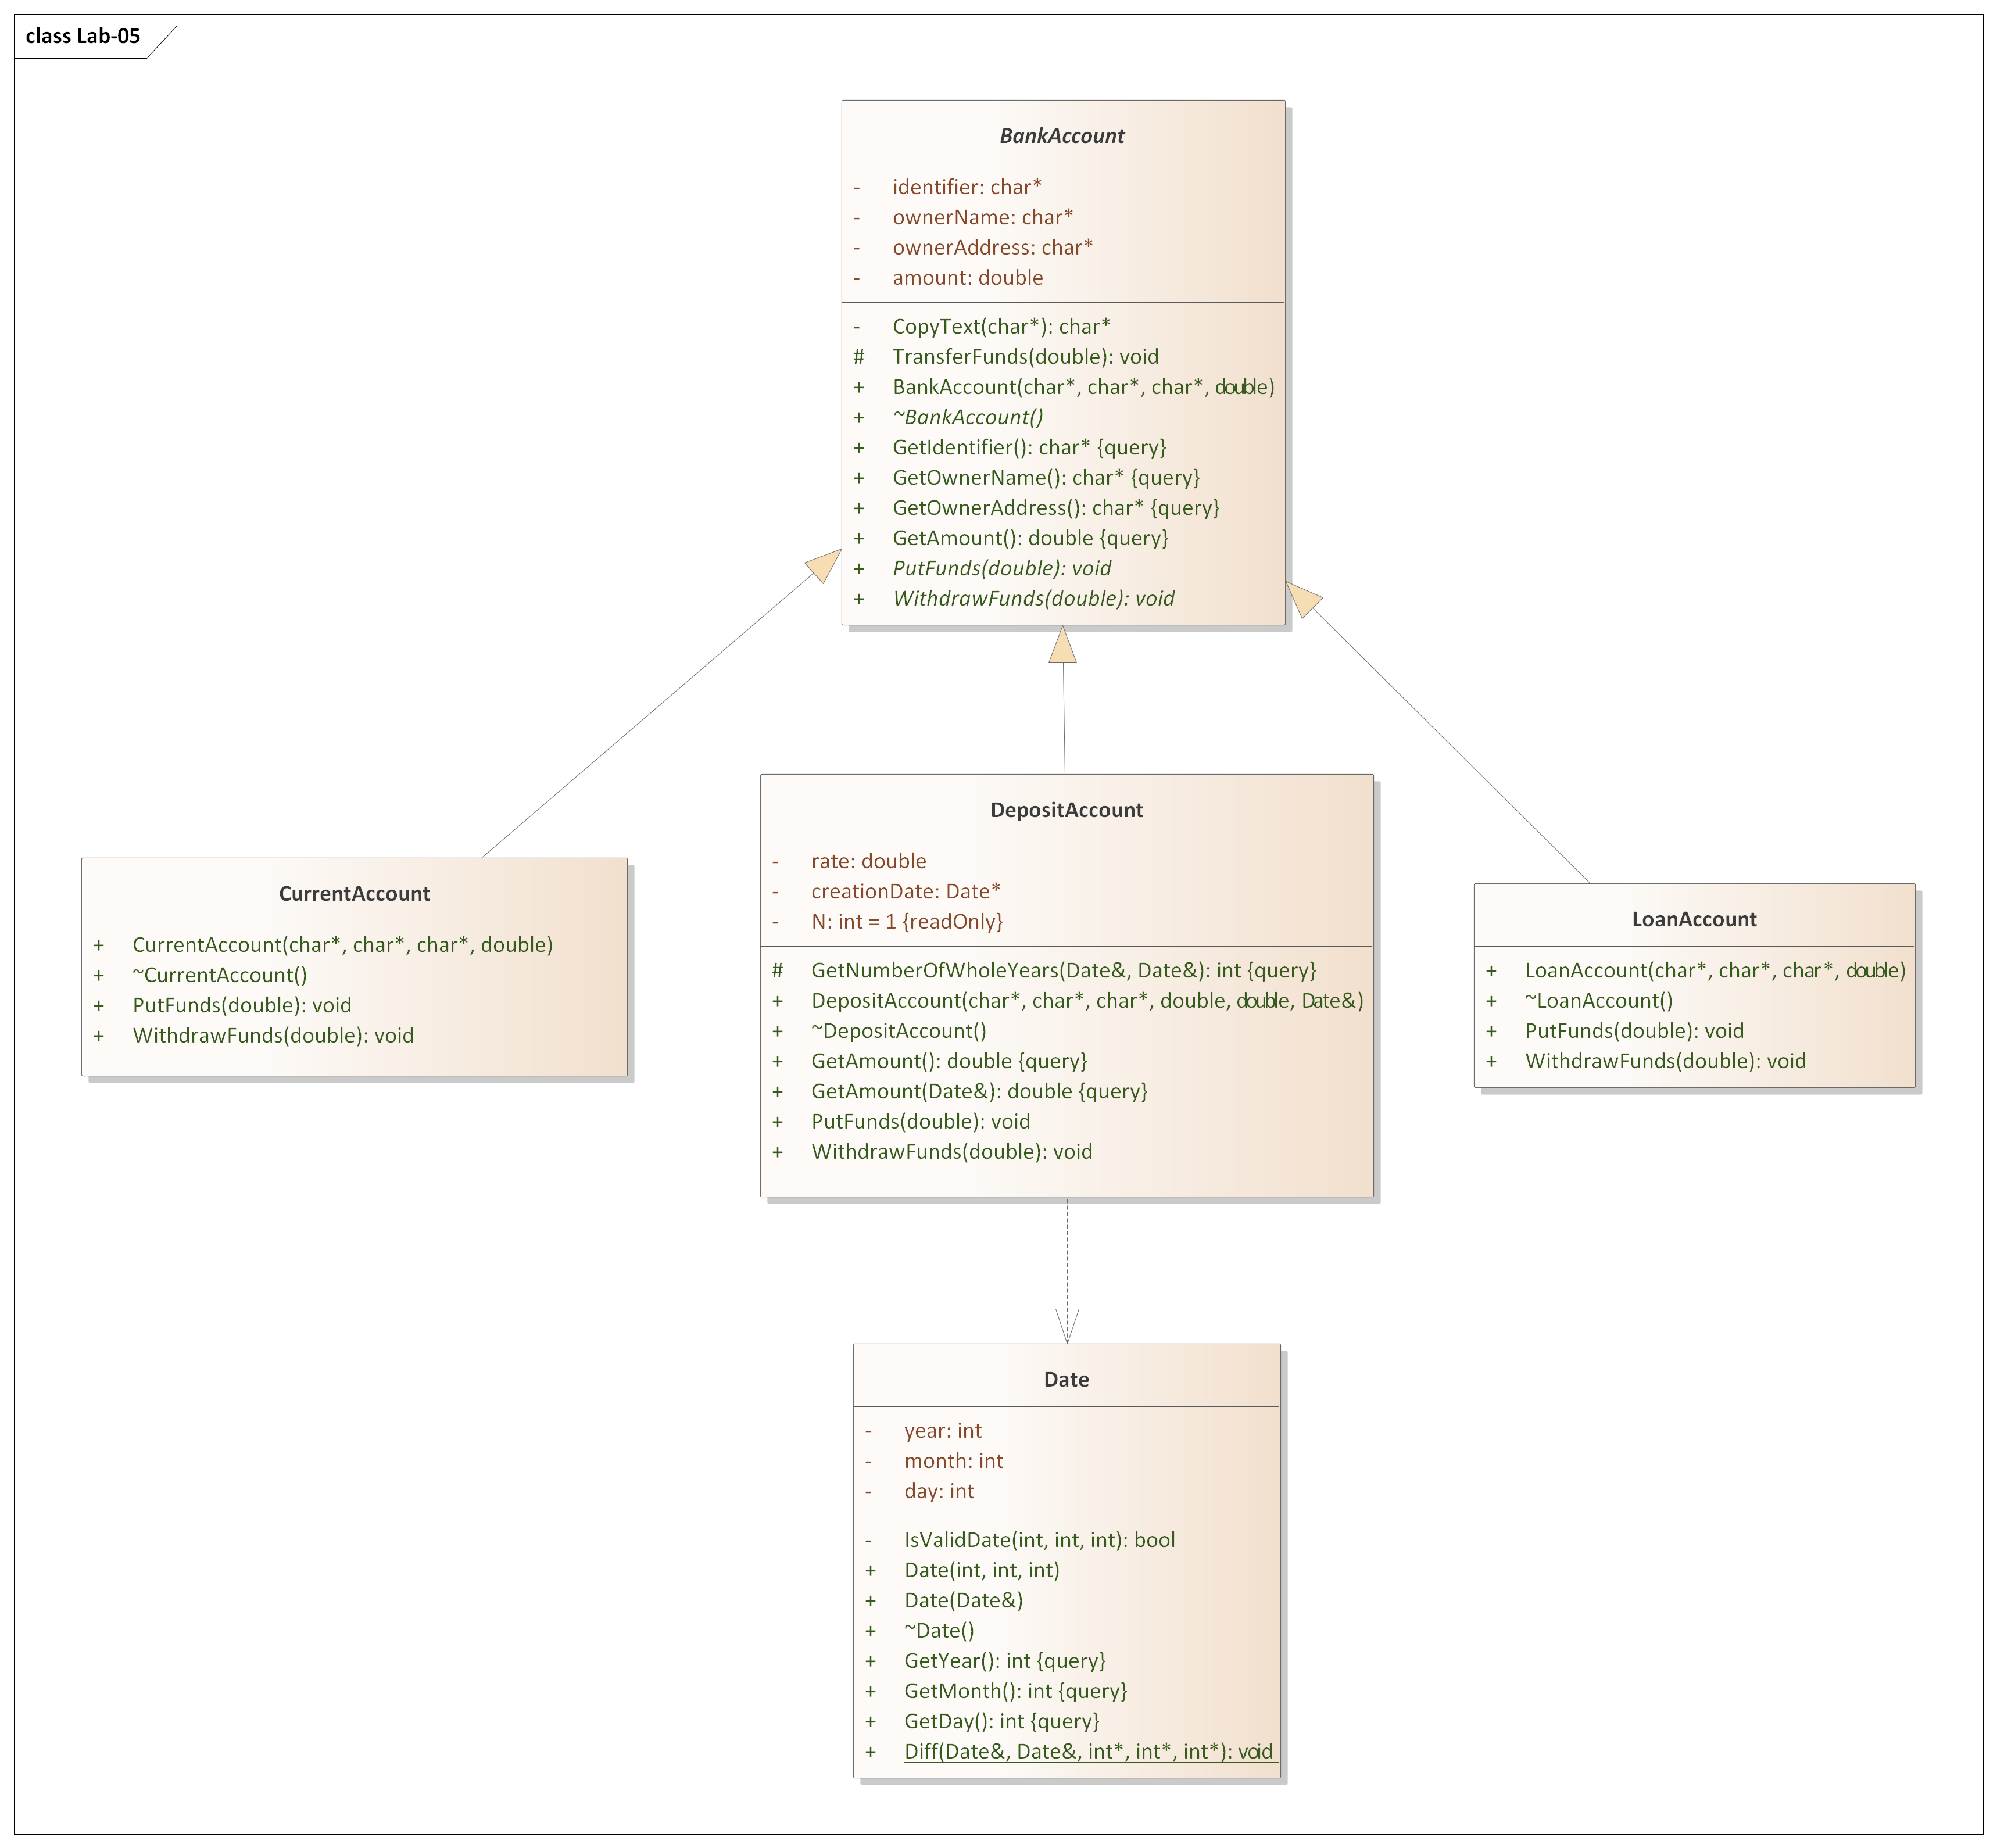 class Lab-05
BankAccount
- identifier: char*
- ownerName: char*
- ownerAddress: char*
- amount: double
- CopyText(char*): char*
# TransferFunds(double): void
+ BankAccount(char*, char*, char*, double)
+ ~BankAccount()
+ GetIdentifier(): char* {query}
+ GetOwnerName(): char* {query}
+ GetOwnerAddress(): char* {query}
+ GetAmount(): double {query}
+ PutFunds(double): void
+ WithdrawFunds(double): void
CurrentAccount
+ CurrentAccount(char*, char*, char*, double)
+ ~CurrentAccount()
+ PutFunds(double): void
+ WithdrawFunds(double): void
DepositAccount
- rate: double
- creationDate: Date*
- N: int = 1 {readOnly}
# GetNumberOfWholeYears(Date&, Date&): int {query}
+ DepositAccount(char*, char*, char*, double, double, Date&)
+ ~DepositAccount()
+ GetAmount(): double {query}
+ GetAmount(Date&): double {query}
+ PutFunds(double): void
+ WithdrawFunds(double): void
LoanAccount
+ LoanAccount(char*, char*, char*, double)
+ ~LoanAccount()
+ PutFunds(double): void
+ WithdrawFunds(double): void
Date
- year: int
- month: int
- day: int
- IsValidDate(int, int, int): bool
+ Date(int, int, int)
+ Date(Date&)
+ ~Date()
+ GetYear(): int {query}
+ GetMonth(): int {query}
+ GetDay(): int {query}
+ Diff(Date&, Date&, int*, int*, int*): void